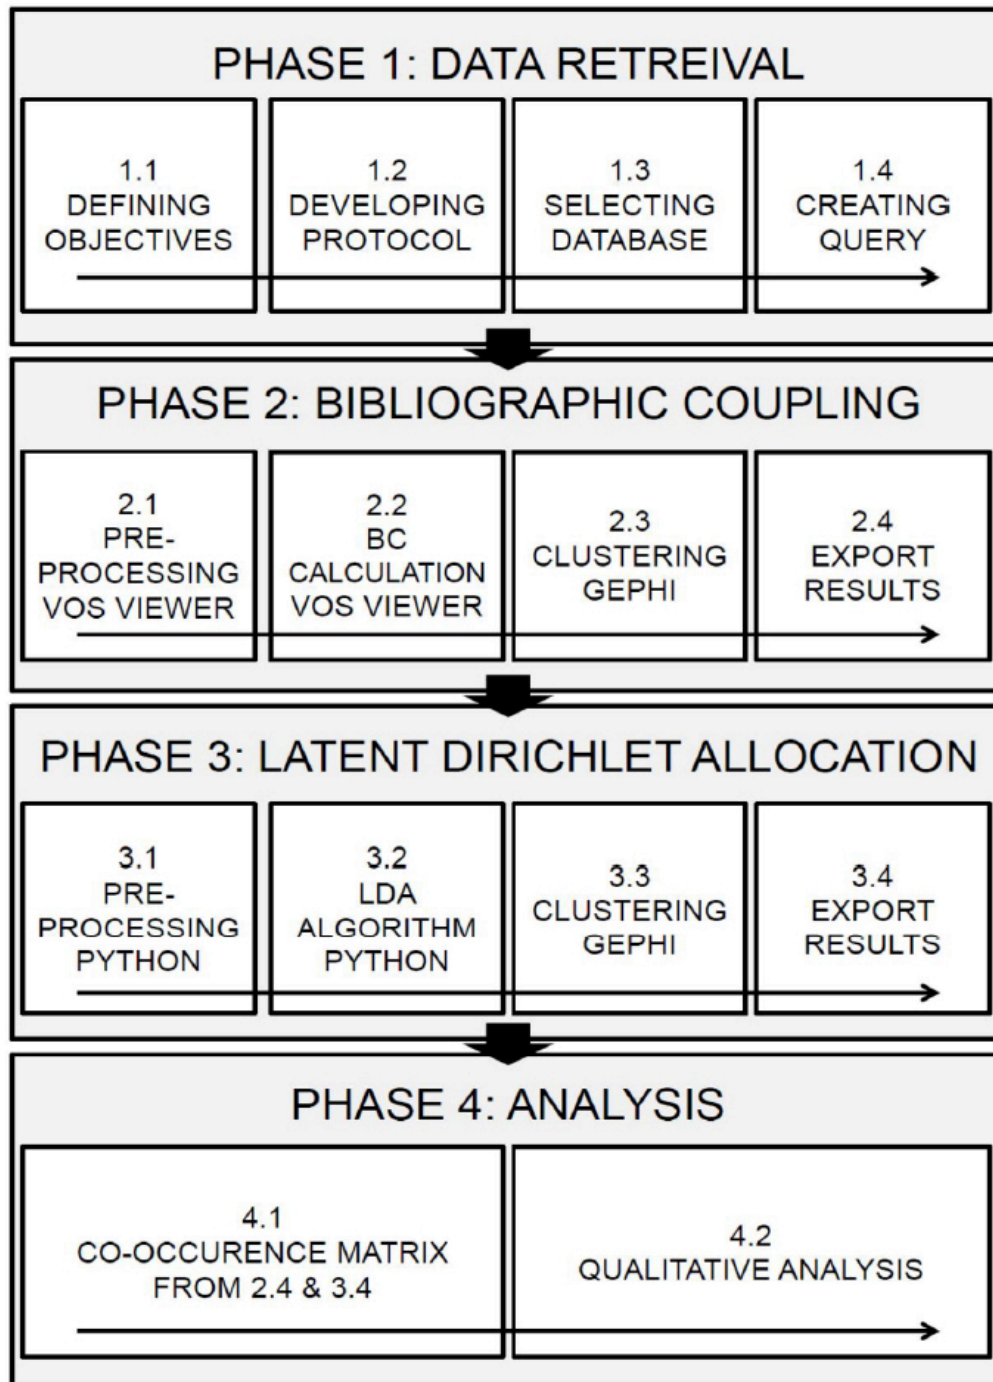 PHASE 1: DATA RETREIVAL
1.1
DEFINING
OBJECTIVES
1.2
DEVELOPING
PROTOCOL
1.3
SELECTING
DATABASE
1.4
CREATING
QUERY
PHASE 2: BIBLIOGRAPHIC COUPLING
2.1
PRE-
PROCESSING
VOS VIEWER
2.2
BC
CALCULATION
VOS VIEWER
2.3
CLUSTERING
GEPHI
2.4
EXPORT
RESULTS
PHASE 3: LATENT DIRICHLET ALLOCATION
3.1
PRE-
PROCESSING
PYTHON
3.2
LDA
ALGORITHM
PYTHON
3.3
CLUSTERING
GEPHI
3.4
EXPORT
RESULTS
PHASE 4: ANALYSIS
4.1
CO-OCCURENCE MATRIX
FROM 2.4 & 3.4
4.2
QUALITATIVE ANALYSIS